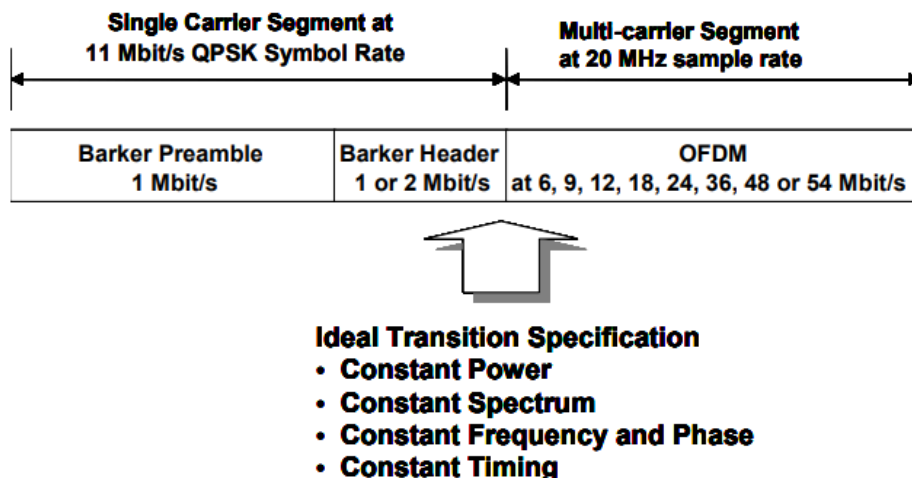 Single Carrier Segment at
11 Mbit/s QPSK Symbol Rate
Multi-carrier Segment
at 20 MHz sample rate
Barker Preamble
1 Mbit/s
Barker Header
1 or 2 Mbit/s
OFDM
at 6, 9, 12, 18, 24, 36, 48 or 54 Mbit/s
Ideal Transition Specification
• Constant Power
• Constant Spectrum
• Constant Frequency and Phase
• Constant Timing